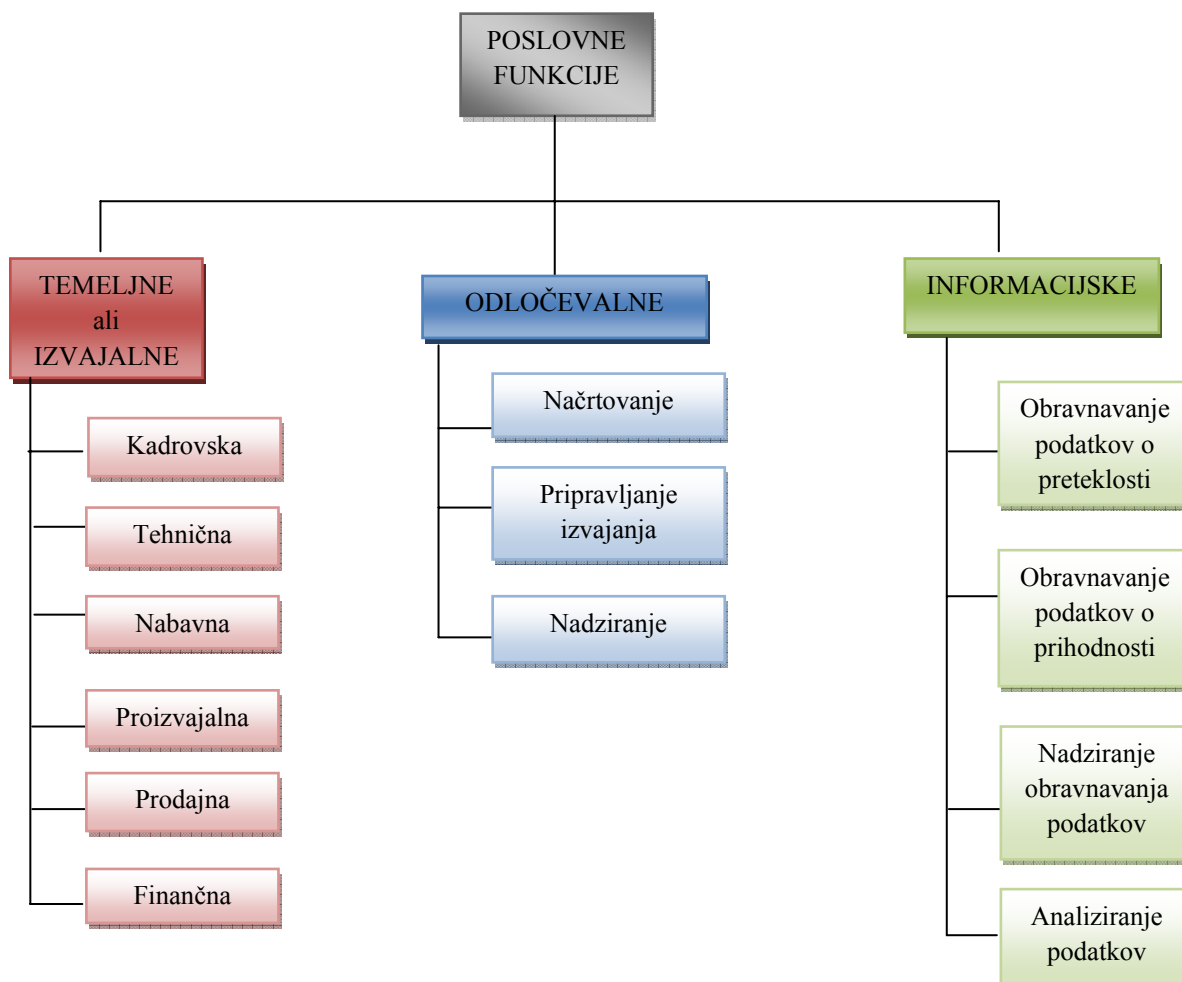 POSLOVNE
FUNKCIJE
TEMELJNE
ali
IZVAJALNE
Kadrovska
Tehnična
Nabavna
Proizvajalna
Prodajna
Finančna
ODLOČEVALNE
Načrtovanje
Pripravljanje
izvajanja
Nadziranje
INFORMACIJSKE
Obravnavanje
podatkov o
preteklosti
Obravnavanje
podatkov o
prihodnosti
Nadziranje
obravnavanja
podatkov
Analiziranje
podatkov